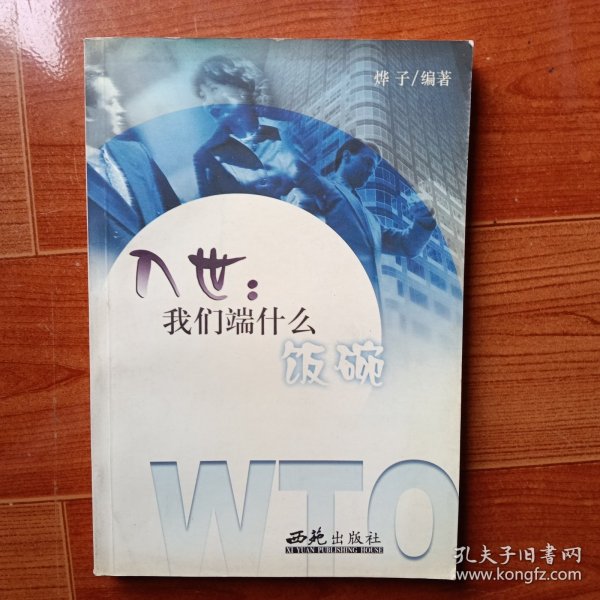 烨 子/编著
入世：
我们端什么
饭碗
WTO
西苑出版社
XI YUAN PUBLISHING HOUSE
孔夫子旧书网
www.kongfz.com